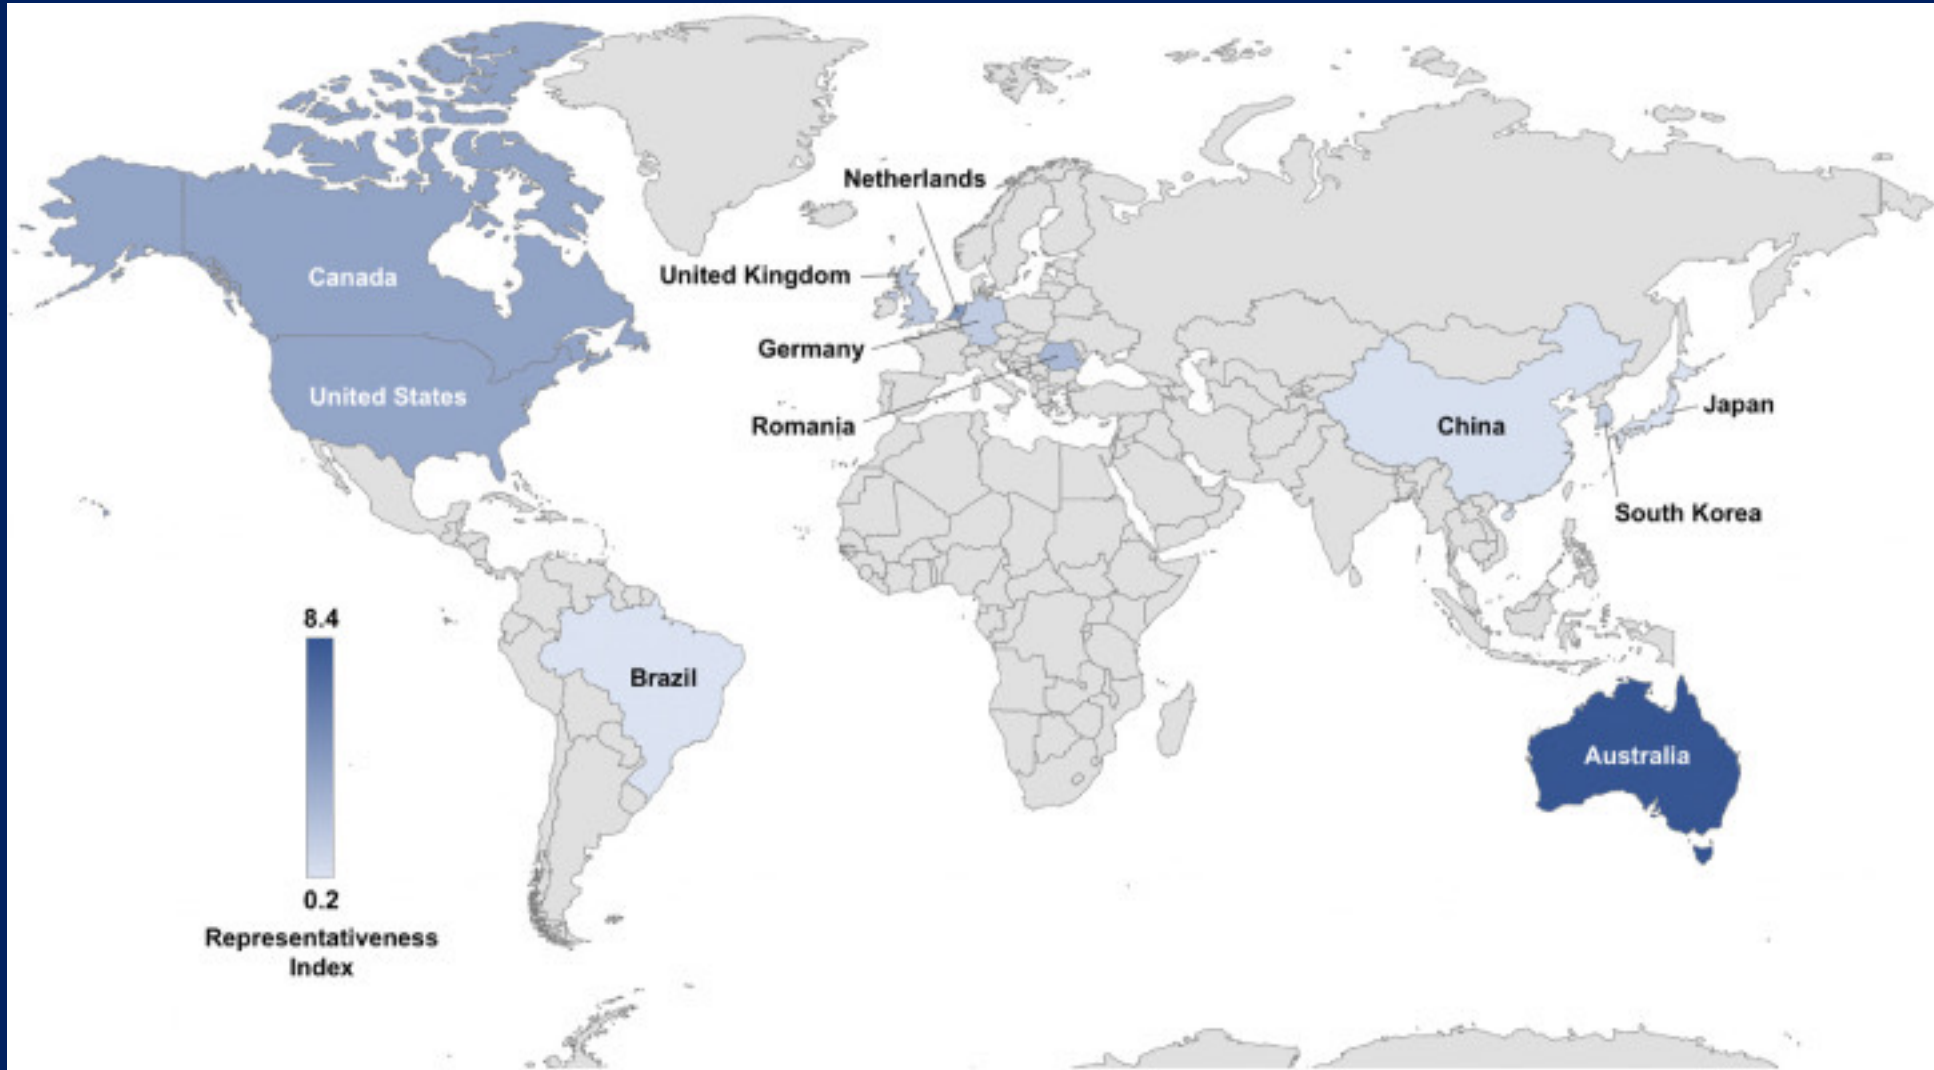 Netherlands
United Kingdom
Canada
Germany
United States
Romania
Japan
China
South Korea
8.4
Brazil
Australia
0.2
Representativeness
Index